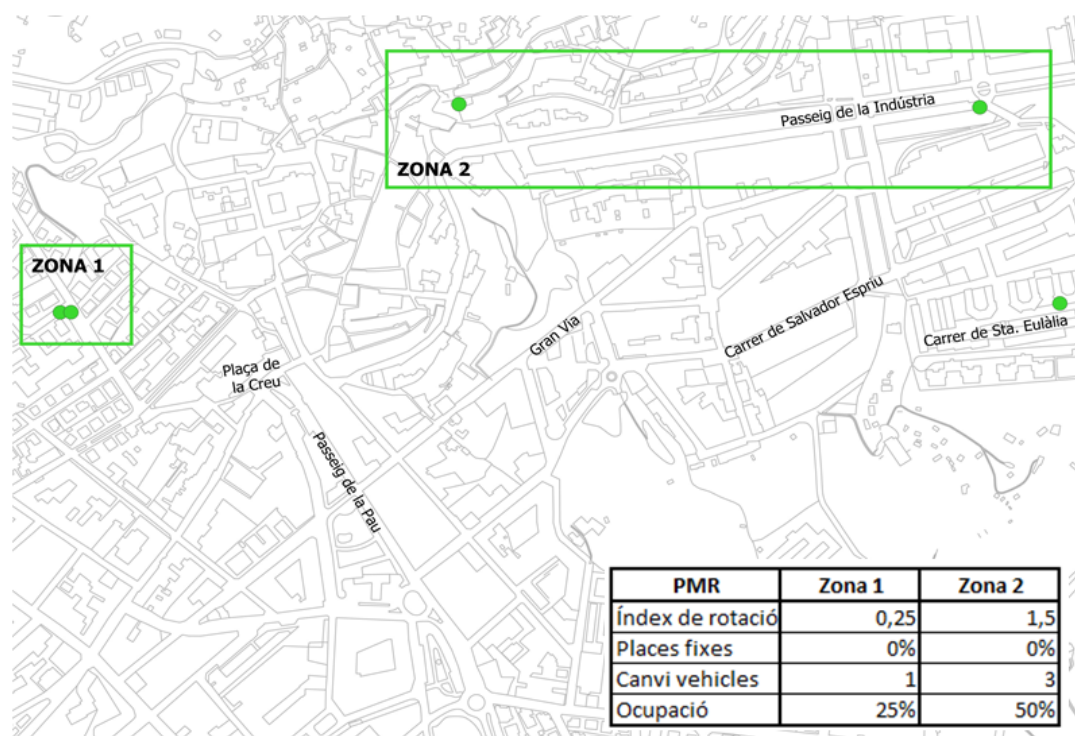 Passeig de la Indústria
ZONA 2
ZONA 1
Gran Via
Carrer de Salvador Espriu
Carrer de Sta. Eulàlia
Plaça de
la Creu
Passeig de la Pau
PMR Zona 1 Zona 2
Índex de rotació 0,25 1,5
Places fixes 0% 0%
Canvi vehicles 1 3
Ocupació 25% 50%